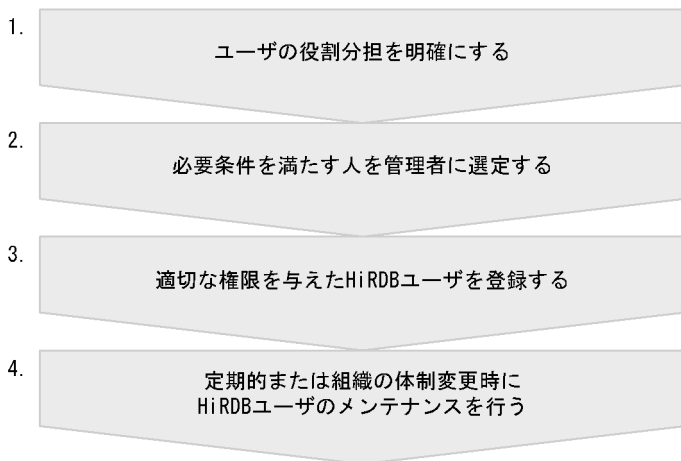 1.
ユーザの役割分担を明確にする
2.
必要条件を満たす人を管理者に選定する
3.
適切な権限を与えたHiRDBユーザを登録する
4.
定期的または組織の体制変更時に
HiRDBユーザのメンテナンスを行う